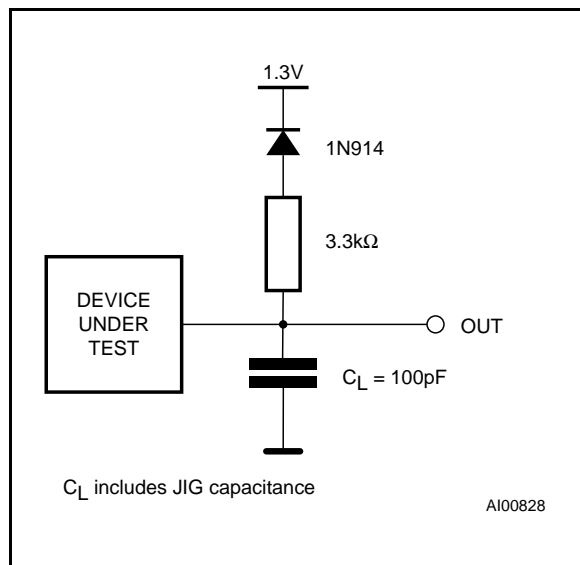 1.3V
1N914
3.3kΩ
DEVICE
UNDER
TEST
OUT
CL = 100pF
CL includes JIG capacitance
AI00828